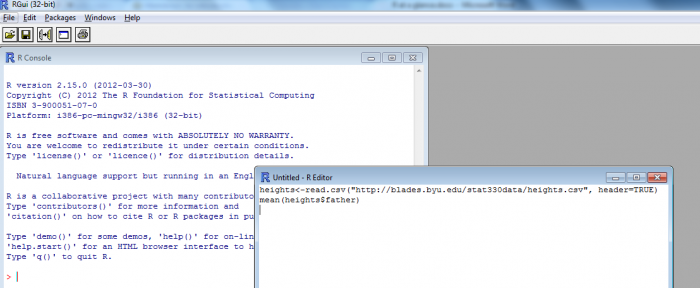 RGui (32-bit)
File Edit Packages Windows Help
R Console
R version 2.15.0 (2012-03-30)
Copyright (C) 2012 The R Foundation for Statistical Computing
ISBN 3-900051-07-0
Platform: i386-pc-mingw32/i386 (32-bit)
R is free software and comes with ABSOLUTELY NO WARRANTY.
You are welcome to redistribute it under certain conditions.
Type 'license()' or 'licence()' for distribution details.
Natural language support but running in an Engl
R is a collaborative project with many contributo
Type 'contributors()' for more information and
'citation()' on how to cite R or R packages in pu
Type 'demo()' for some demos, 'help()' for on-lin
'help.start()' for an HTML browser interface to h
Type 'q()' to quit R.
>
Untitled - R Editor
heights<-read.csv("http://blades.byu.edu/stat330data/heights.csv", header=TRUE)
mean(heights$father)